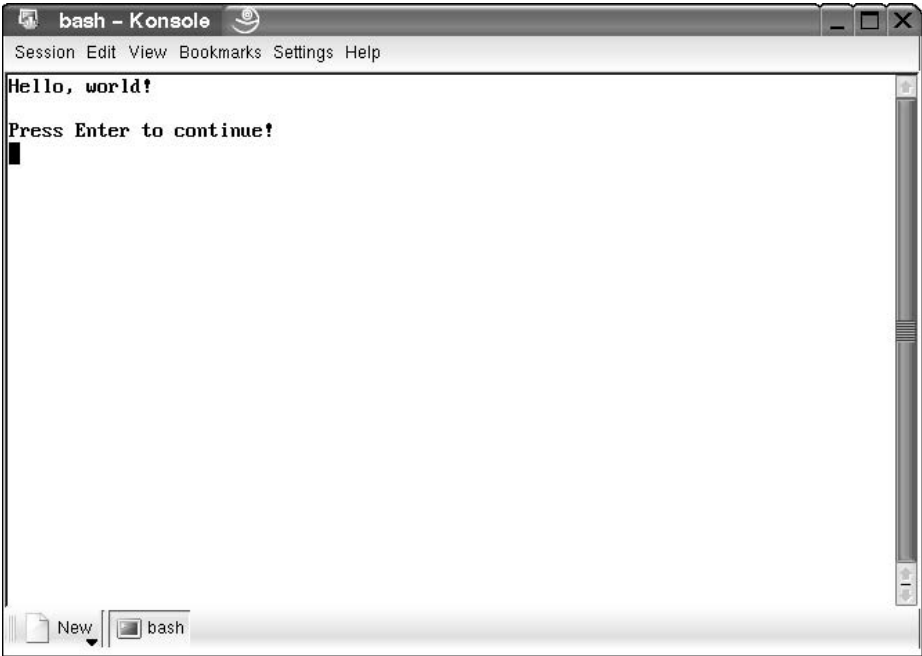 bash – Konsole
Session Edit View Bookmarks Settings Help
Hello, world!
Press Enter to continue!
New
bash